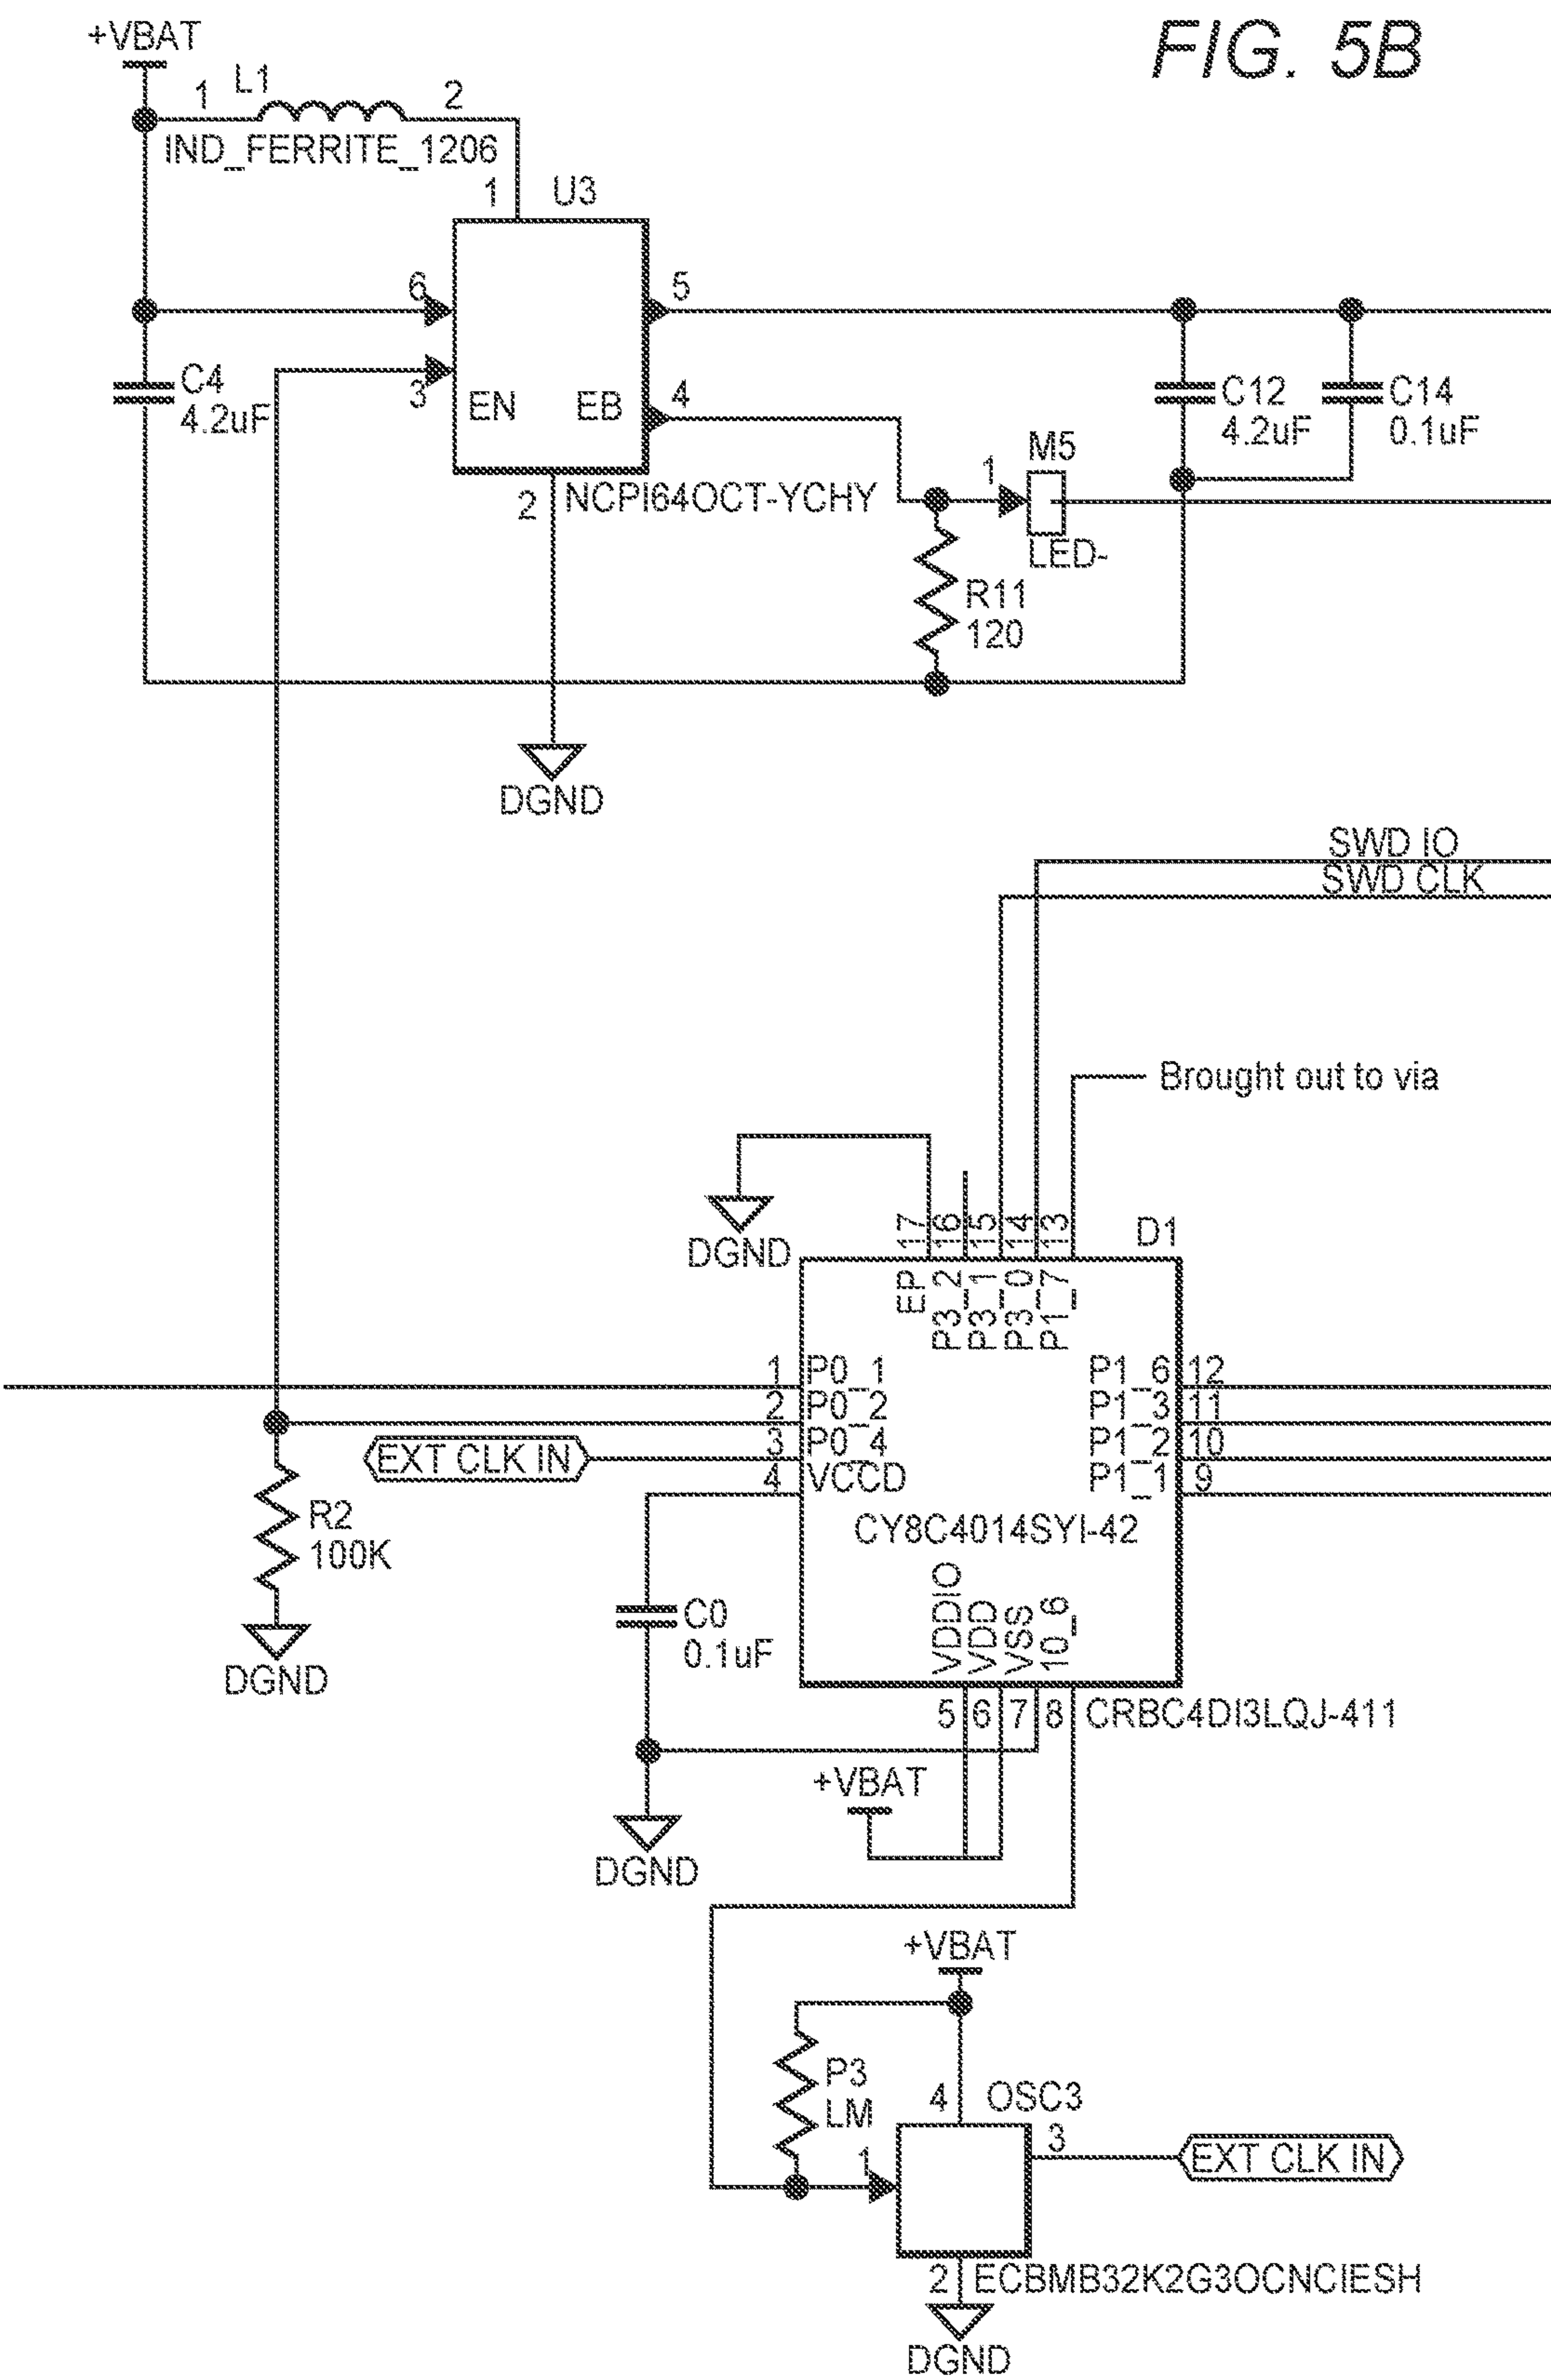 FIG. 5B
+VBAT
1 L1 2
IND_FERRITE_1206
1 U3
6 5
C4
4.2uF
3 EN EB 4
C12
4.2uF
C14
0.1uF
M5
1
LED-
2 NCPI64OCT-YCHY
R11
120
DGND
SWD IO
SWD CLK
Brought out to via
DGND
17 16 15 14 13 D1
EP P3_2 P3_1 P3_0 P1_7
1 P0_1 P1_6 12
2 P0_2 P1_3 11
EXT CLK IN 3 P0_4 P1_2 10
4 VCCD P1_1 9
R2
100K
CY8C4014SYI-42
DGND
C0
0.1uF
VDDIO VDD VSS 10_6
5 6 7 8 CRBC4DI3LQJ-411
+VBAT
DGND
+VBAT
P3
LM
4 OSC3
1 3 EXT CLK IN
2 ECBMB32K2G3OCNCIESH
DGND